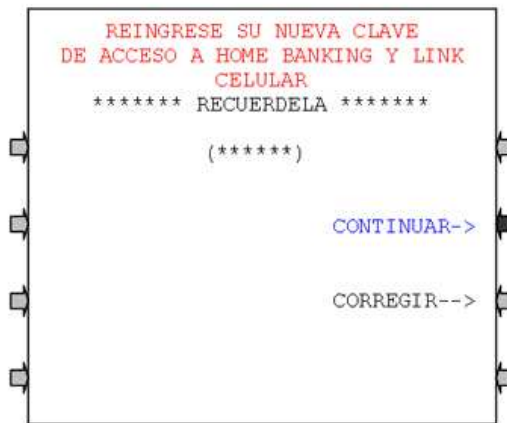 REINGRESE SU NUEVA CLAVE
DE ACCESO A HOME BANKING Y LINK
CELULAR
******* RECUERDELA *******
(******)
CONTINUAR->
CORREGIR-->